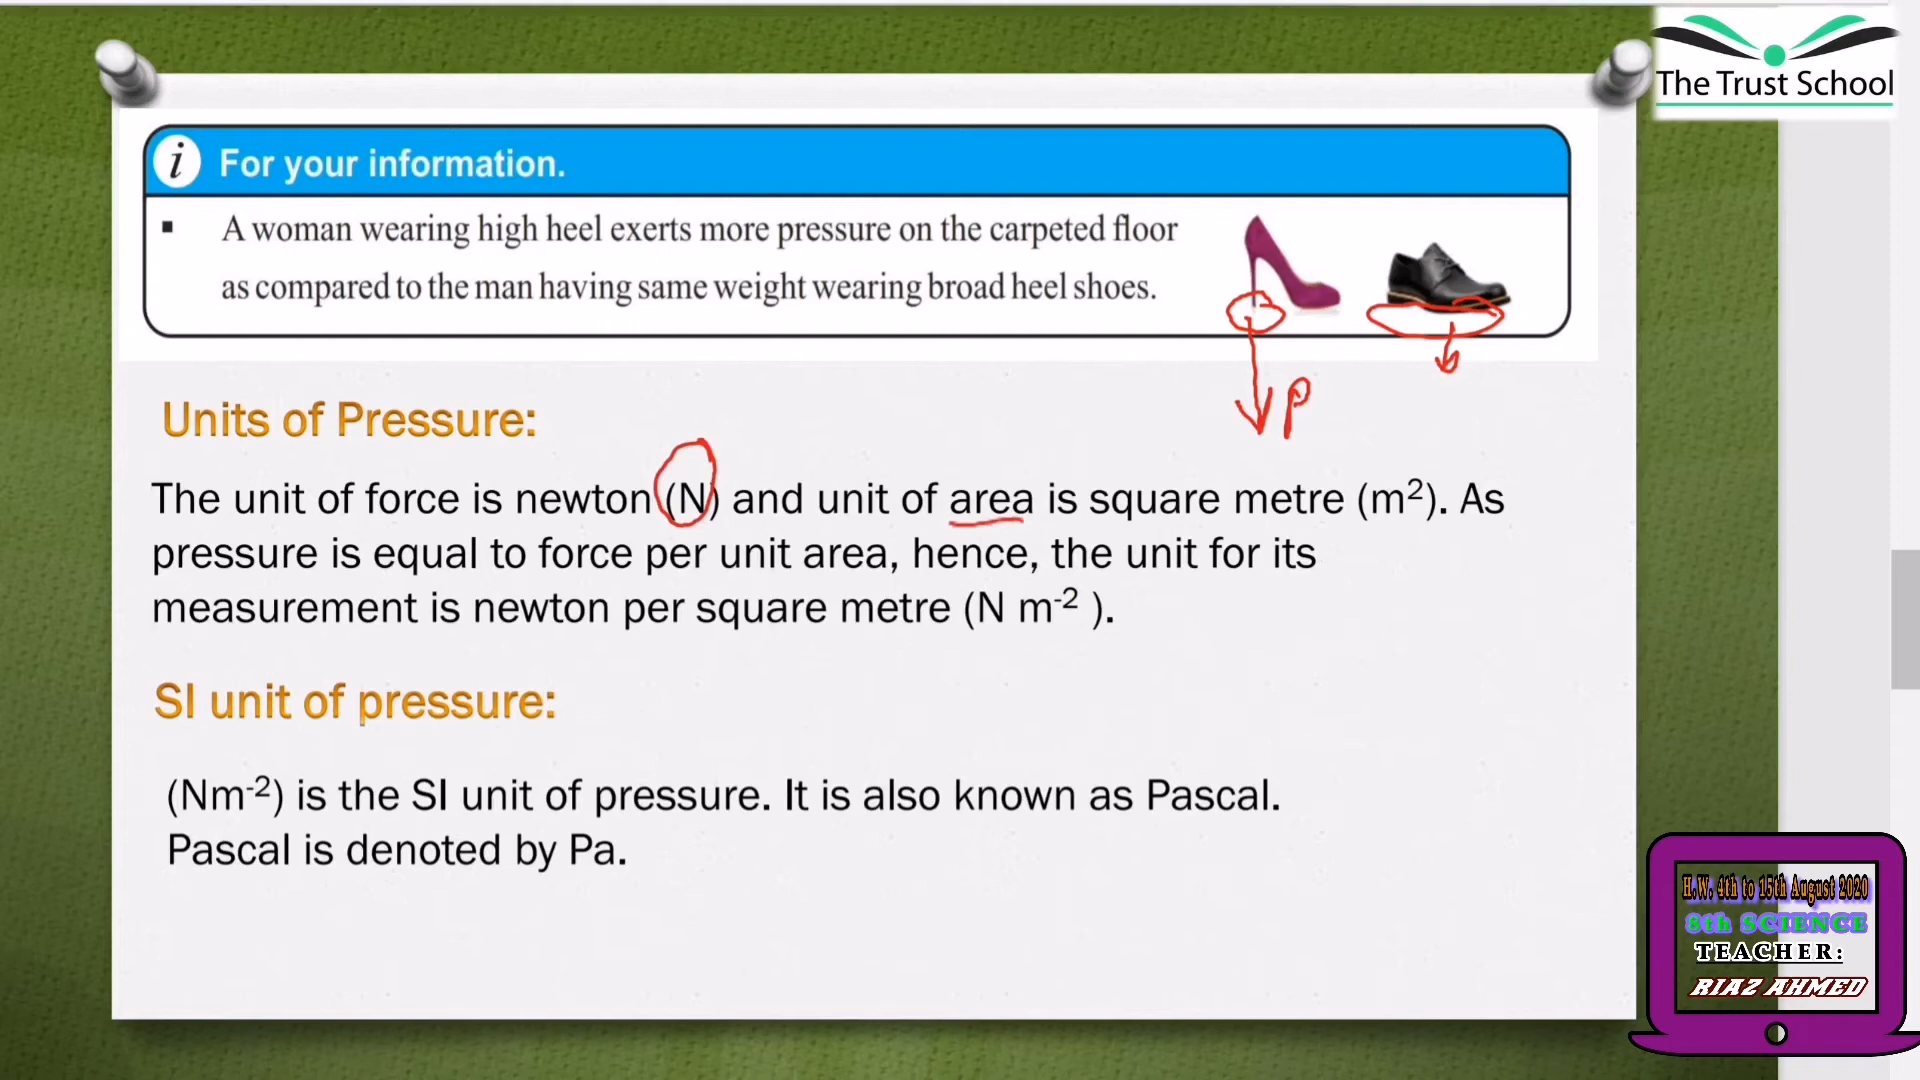 The Trust School
i For your information.
▪ A woman wearing high heel exerts more pressure on the carpeted floor
as compared to the man having same weight wearing broad heel shoes.
P
Units of Pressure:
The unit of force is newton (N) and unit of area is square metre (m²). As
pressure is equal to force per unit area, hence, the unit for its
measurement is newton per square metre (N m⁻² ).
SI unit of pressure:
(Nm⁻²) is the SI unit of pressure. It is also known as Pascal.
Pascal is denoted by Pa.
H.W. 4th to 15th August 2020
8th SCIENCE
TEACHER:
RIAZ AHMED